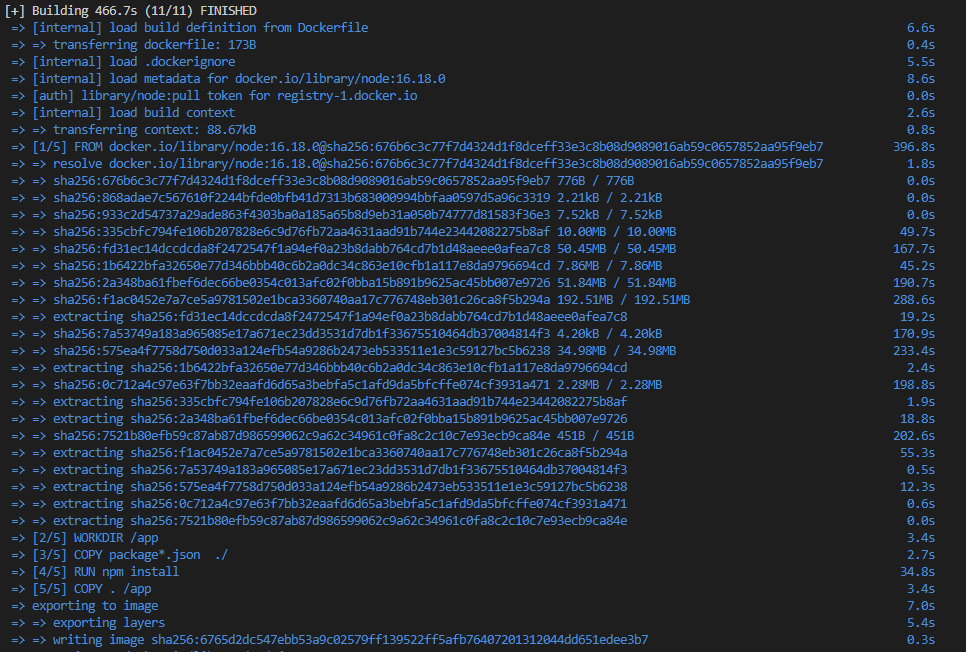 [+] Building 466.7s (11/11) FINISHED
=> [internal] load build definition from Dockerfile 6.6s
=> => transferring dockerfile: 173B 0.4s
=> [internal] load .dockerignore 5.5s
=> [internal] load metadata for docker.io/library/node:16.18.0 8.6s
=> [auth] library/node:pull token for registry-1.docker.io 0.0s
=> [internal] load build context 2.6s
=> => transferring context: 88.67kB 0.8s
=> [1/5] FROM docker.io/library/node:16.18.0@sha256:676b6c3c77f7d4324d1f8dceff33e3c8b08d9089016ab59c0657852aa95f9eb7 396.8s
=> => resolve docker.io/library/node:16.18.0@sha256:676b6c3c77f7d4324d1f8dceff33e3c8b08d9089016ab59c0657852aa95f9eb7 1.8s
=> => sha256:676b6c3c77f7d4324d1f8dceff33e3c8b08d9089016ab59c0657852aa95f9eb7 776B / 776B 0.0s
=> => sha256:868adae7c567610f2244bfde0bfb41d7313b683000994bbfaa0597d5a96c3319 2.21kB / 2.21kB 0.0s
=> => sha256:933c2d54737a29ade863f4303ba0a185a65b8d9eb31a050b74777d81583f36e3 7.52kB / 7.52kB 0.0s
=> => sha256:335cbfc794fe106b207828e6c9d76fb72aa4631aad91b744e23442082275b8af 10.00MB / 10.00MB 49.7s
=> => sha256:fd31ec14dccdcda8f2472547f1a94ef0a23b8dabb764cd7b1d48aeee0afea7c8 50.45MB / 50.45MB 167.7s
=> => sha256:1b6422bfa32650e77d346bbb40c6b2a0dc34c863e10cfb1a117e8da9796694cd 7.86MB / 7.86MB 45.2s
=> => sha256:2a348ba61fbef6dec66be0354c013afc02f0bba15b891b9625ac45bb007e9726 51.84MB / 51.84MB 190.7s
=> => sha256:f1ac0452e7a7ce5a9781502e1bca3360740aa17c776748eb301c26ca8f5b294a 192.51MB / 192.51MB 288.6s
=> => extracting sha256:fd31ec14dccdcda8f2472547f1a94ef0a23b8dabb764cd7b1d48aeee0afea7c8 19.2s
=> => sha256:7a53749a183a965085e17a671ec23dd3531d7db1f33675510464db37004814f3 4.20kB / 4.20kB 170.9s
=> => sha256:575ea4f7758d750d033a124efb54a9286b2473eb533511e1e3c59127bc5b6238 34.98MB / 34.98MB 233.4s
=> => extracting sha256:1b6422bfa32650e77d346bbb40c6b2a0dc34c863e10cfb1a117e8da9796694cd 2.4s
=> => sha256:0c712a4c97e63f7bb32eaafd6d65a3bebfa5c1afd9da5bfcffe074cf3931a471 2.28MB / 2.28MB 198.8s
=> => extracting sha256:335cbfc794fe106b207828e6c9d76fb72aa4631aad91b744e23442082275b8af 1.9s
=> => extracting sha256:2a348ba61fbef6dec66be0354c013afc02f0bba15b891b9625ac45bb007e9726 18.8s
=> => sha256:7521b80efb59c87ab87d986599062c9a62c34961c0fa8c2c10c7e93ecb9ca84e 451B / 451B 202.6s
=> => extracting sha256:f1ac0452e7a7ce5a9781502e1bca3360740aa17c776748eb301c26ca8f5b294a 55.3s
=> => extracting sha256:7a53749a183a965085e17a671ec23dd3531d7db1f33675510464db37004814f3 0.5s
=> => extracting sha256:575ea4f7758d750d033a124efb54a9286b2473eb533511e1e3c59127bc5b6238 12.3s
=> => extracting sha256:0c712a4c97e63f7bb32eaafd6d65a3bebfa5c1afd9da5bfcffe074cf3931a471 0.6s
=> => extracting sha256:7521b80efb59c87ab87d986599062c9a62c34961c0fa8c2c10c7e93ecb9ca84e 0.0s
=> [2/5] WORKDIR /app 3.4s
=> [3/5] COPY package*.json  ./ 2.7s
=> [4/5] RUN npm install 34.8s
=> [5/5] COPY . /app 3.4s
=> exporting to image 7.0s
=> => exporting layers 5.4s
=> => writing image sha256:6765d2dc547ebb53a9c02579ff139522ff5afb76407201312044dd651edee3b7 0.3s